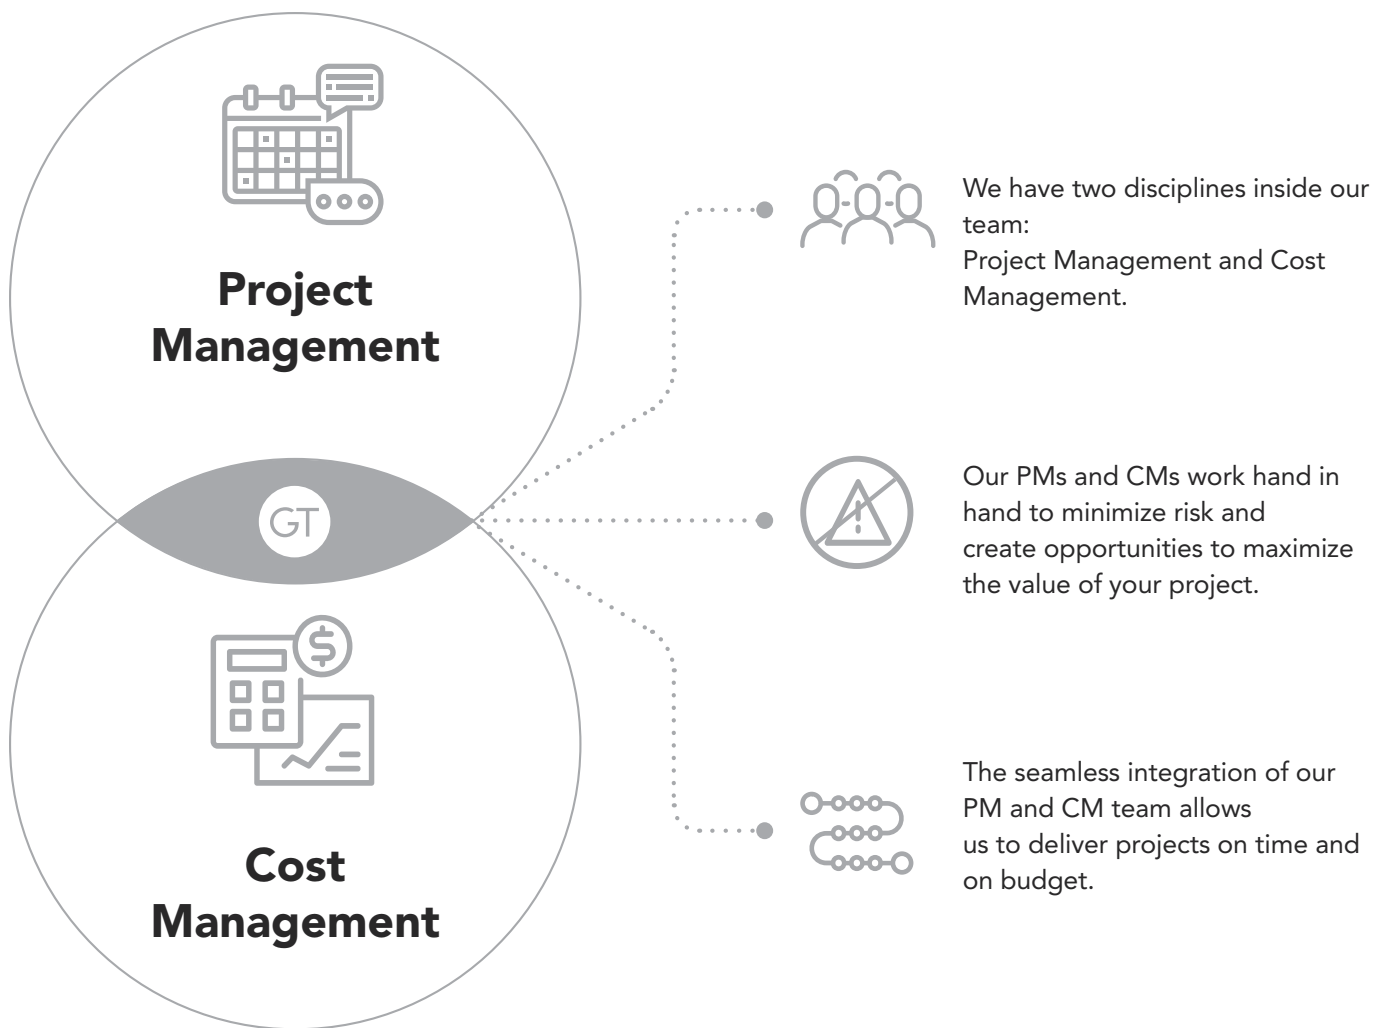 Project
Management
GT
Cost
Management
We have two disciplines inside our
team:
Project Management and Cost
Management.
Our PMs and CMs work hand in
hand to minimize risk and
create opportunities to maximize
the value of your project.
The seamless integration of our
PM and CM team allows
us to deliver projects on time and
on budget.